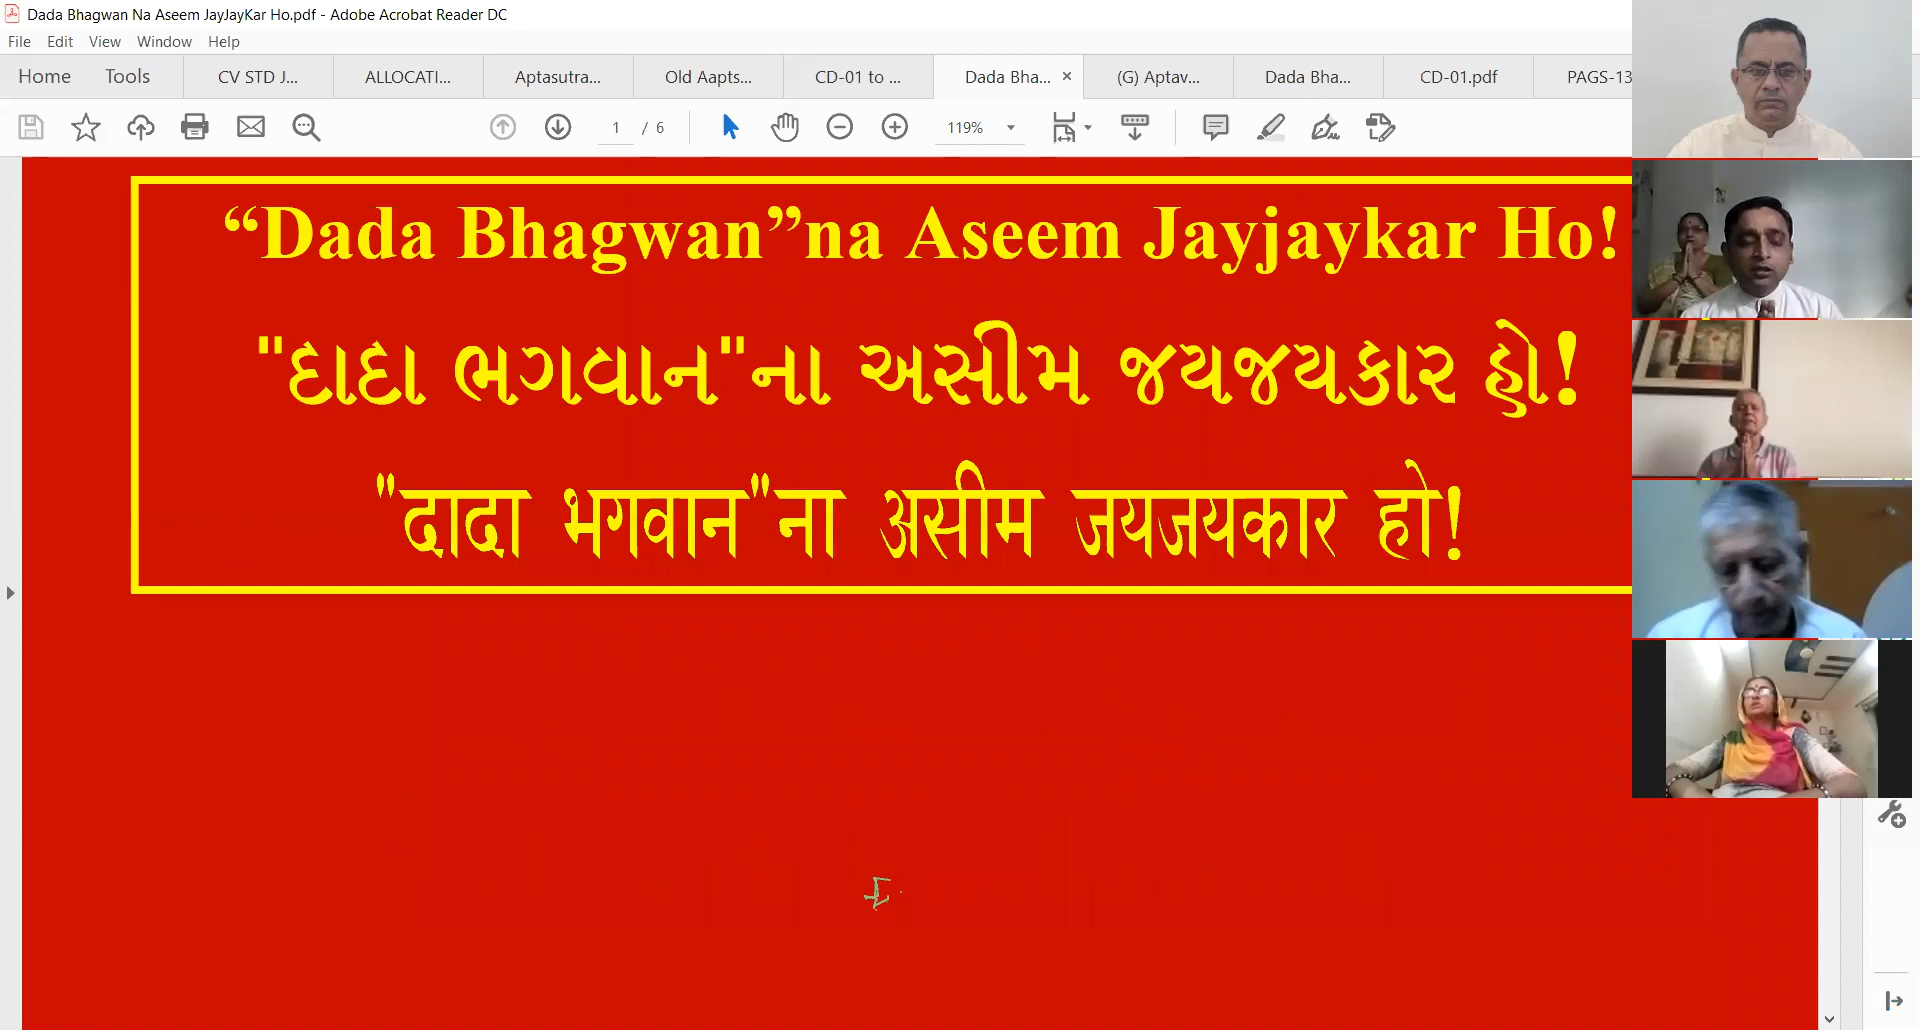 Dada Bhagwan Na Aseem JayJayKar Ho.pdf - Adobe Acrobat Reader DC
File Edit View Window Help
Home Tools CV STD J... ALLOCATI... Aptasutra... Old Aapts... CD-01 to ... Dada Bha... × (G) Aptav... Dada Bha... CD-01.pdf PAGS-13
1 / 6 119%
“Dada Bhagwan”na Aseem Jayjaykar Ho!
"દાદા ભગવાન"ના અસીમ જયજયકાર હો!
"दादा भगवान"ना असीम जयजयकार हो!